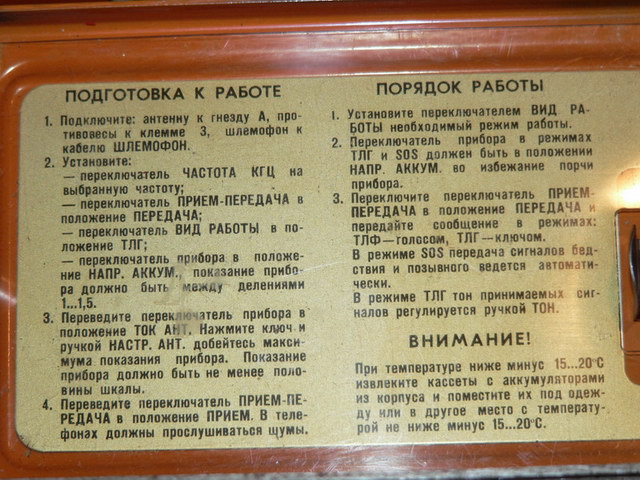 ПОДГОТОВКА К РАБОТЕ
1. Подключите: антенну к гнезду А, про-
тивовесы к клемме З, шлемофон к
кабелю ШЛЕМОФОН.
2. Установите:
— переключатель ЧАСТОТА КГЦ на
выбранную частоту;
— переключатель ПРИЕМ-ПЕРЕДАЧА в
положение ПЕРЕДАЧА;
— переключатель ВИД РАБОТЫ в по-
ложение ТЛГ;
— переключатель прибора в положе-
ние НАПР. АККУМ., показание прибо-
ра должно быть между делениями
1...1,5.
3. Переведите переключатель прибора в
положение ТОК АНТ. Нажмите ключ и
ручкой НАСТР. АНТ. добейтесь макси-
мума показания прибора. Показание
прибора должно быть не менее поло-
вины шкалы.
4. Переведите переключатель ПРИЕМ-ПЕ-
РЕДАЧА в положение ПРИЕМ. В теле-
фонах должны прослушиваться шумы.
ПОРЯДОК РАБОТЫ
1. Установите переключателем ВИД РА-
БОТЫ необходимый режим работы.
2. Переключатель прибора в режимах
ТЛГ и SOS должен быть в положении
НАПР. АККУМ. во избежание порчи
прибора.
3. Переключите переключатель ПРИЕМ-
ПЕРЕДАЧА в положение ПЕРЕДАЧА и
передайте сообщение в режимах:
ТЛФ—голосом, ТЛГ—ключом.
В режиме SOS передача сигналов бед-
ствия и позывного ведется автомати-
чески.
В режиме ТЛГ тон принимаемых сиг-
налов регулируется ручкой ТОН.
ВНИМАНИЕ!
При температуре ниже минус 15...20°С
извлеките кассеты с аккумуляторами
из корпуса и поместите их под одеж-
ду или в другое место с температу-
рой не ниже минус 15...20°С.